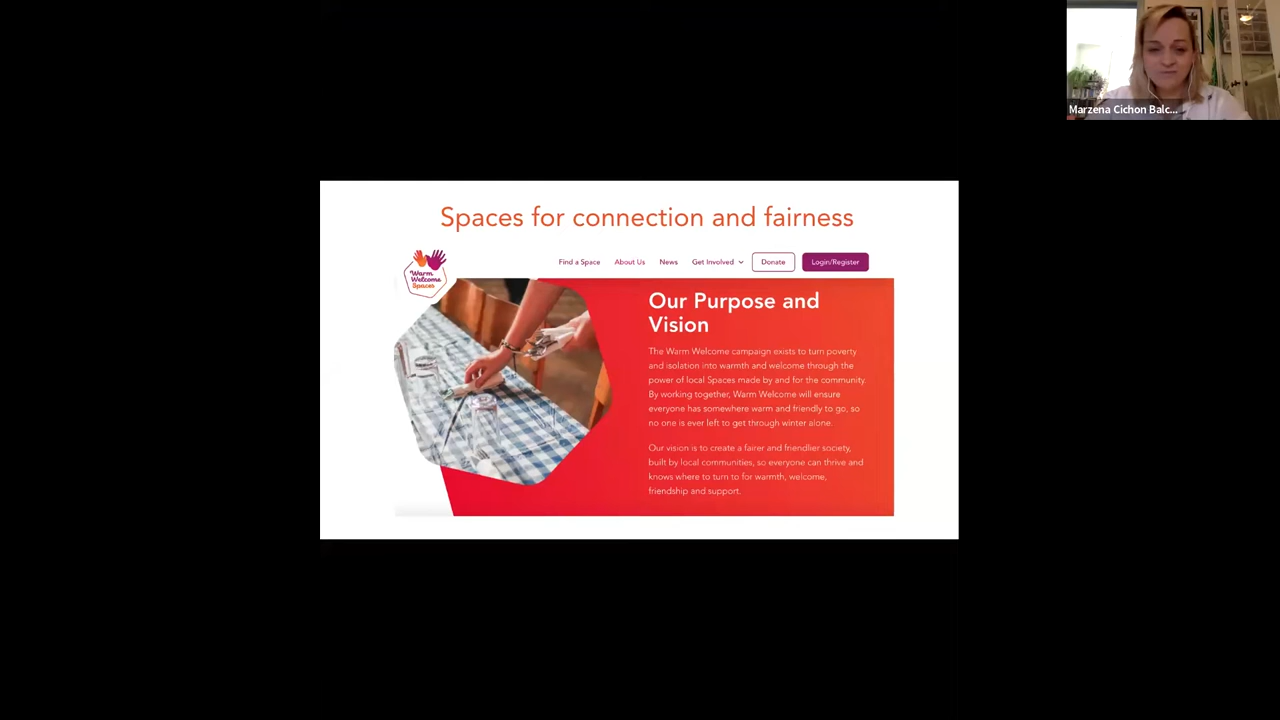 Marzena Cichon Balc...
Spaces for connection and fairness
Warm
Welcome
Spaces
Find a Space About Us News Get Involved Donate Login/Register
Our Purpose and
Vision
The Warm Welcome campaign exists to turn poverty
and isolation into warmth and welcome through the
power of local Spaces made by and for the community.
By working together, Warm Welcome will ensure
everyone has somewhere warm and friendly to go, so
no one is ever left to get through winter alone.
Our vision is to create a fairer and friendlier society,
built by local communities, so everyone can thrive and
knows where to turn to for warmth, welcome,
friendship and support.